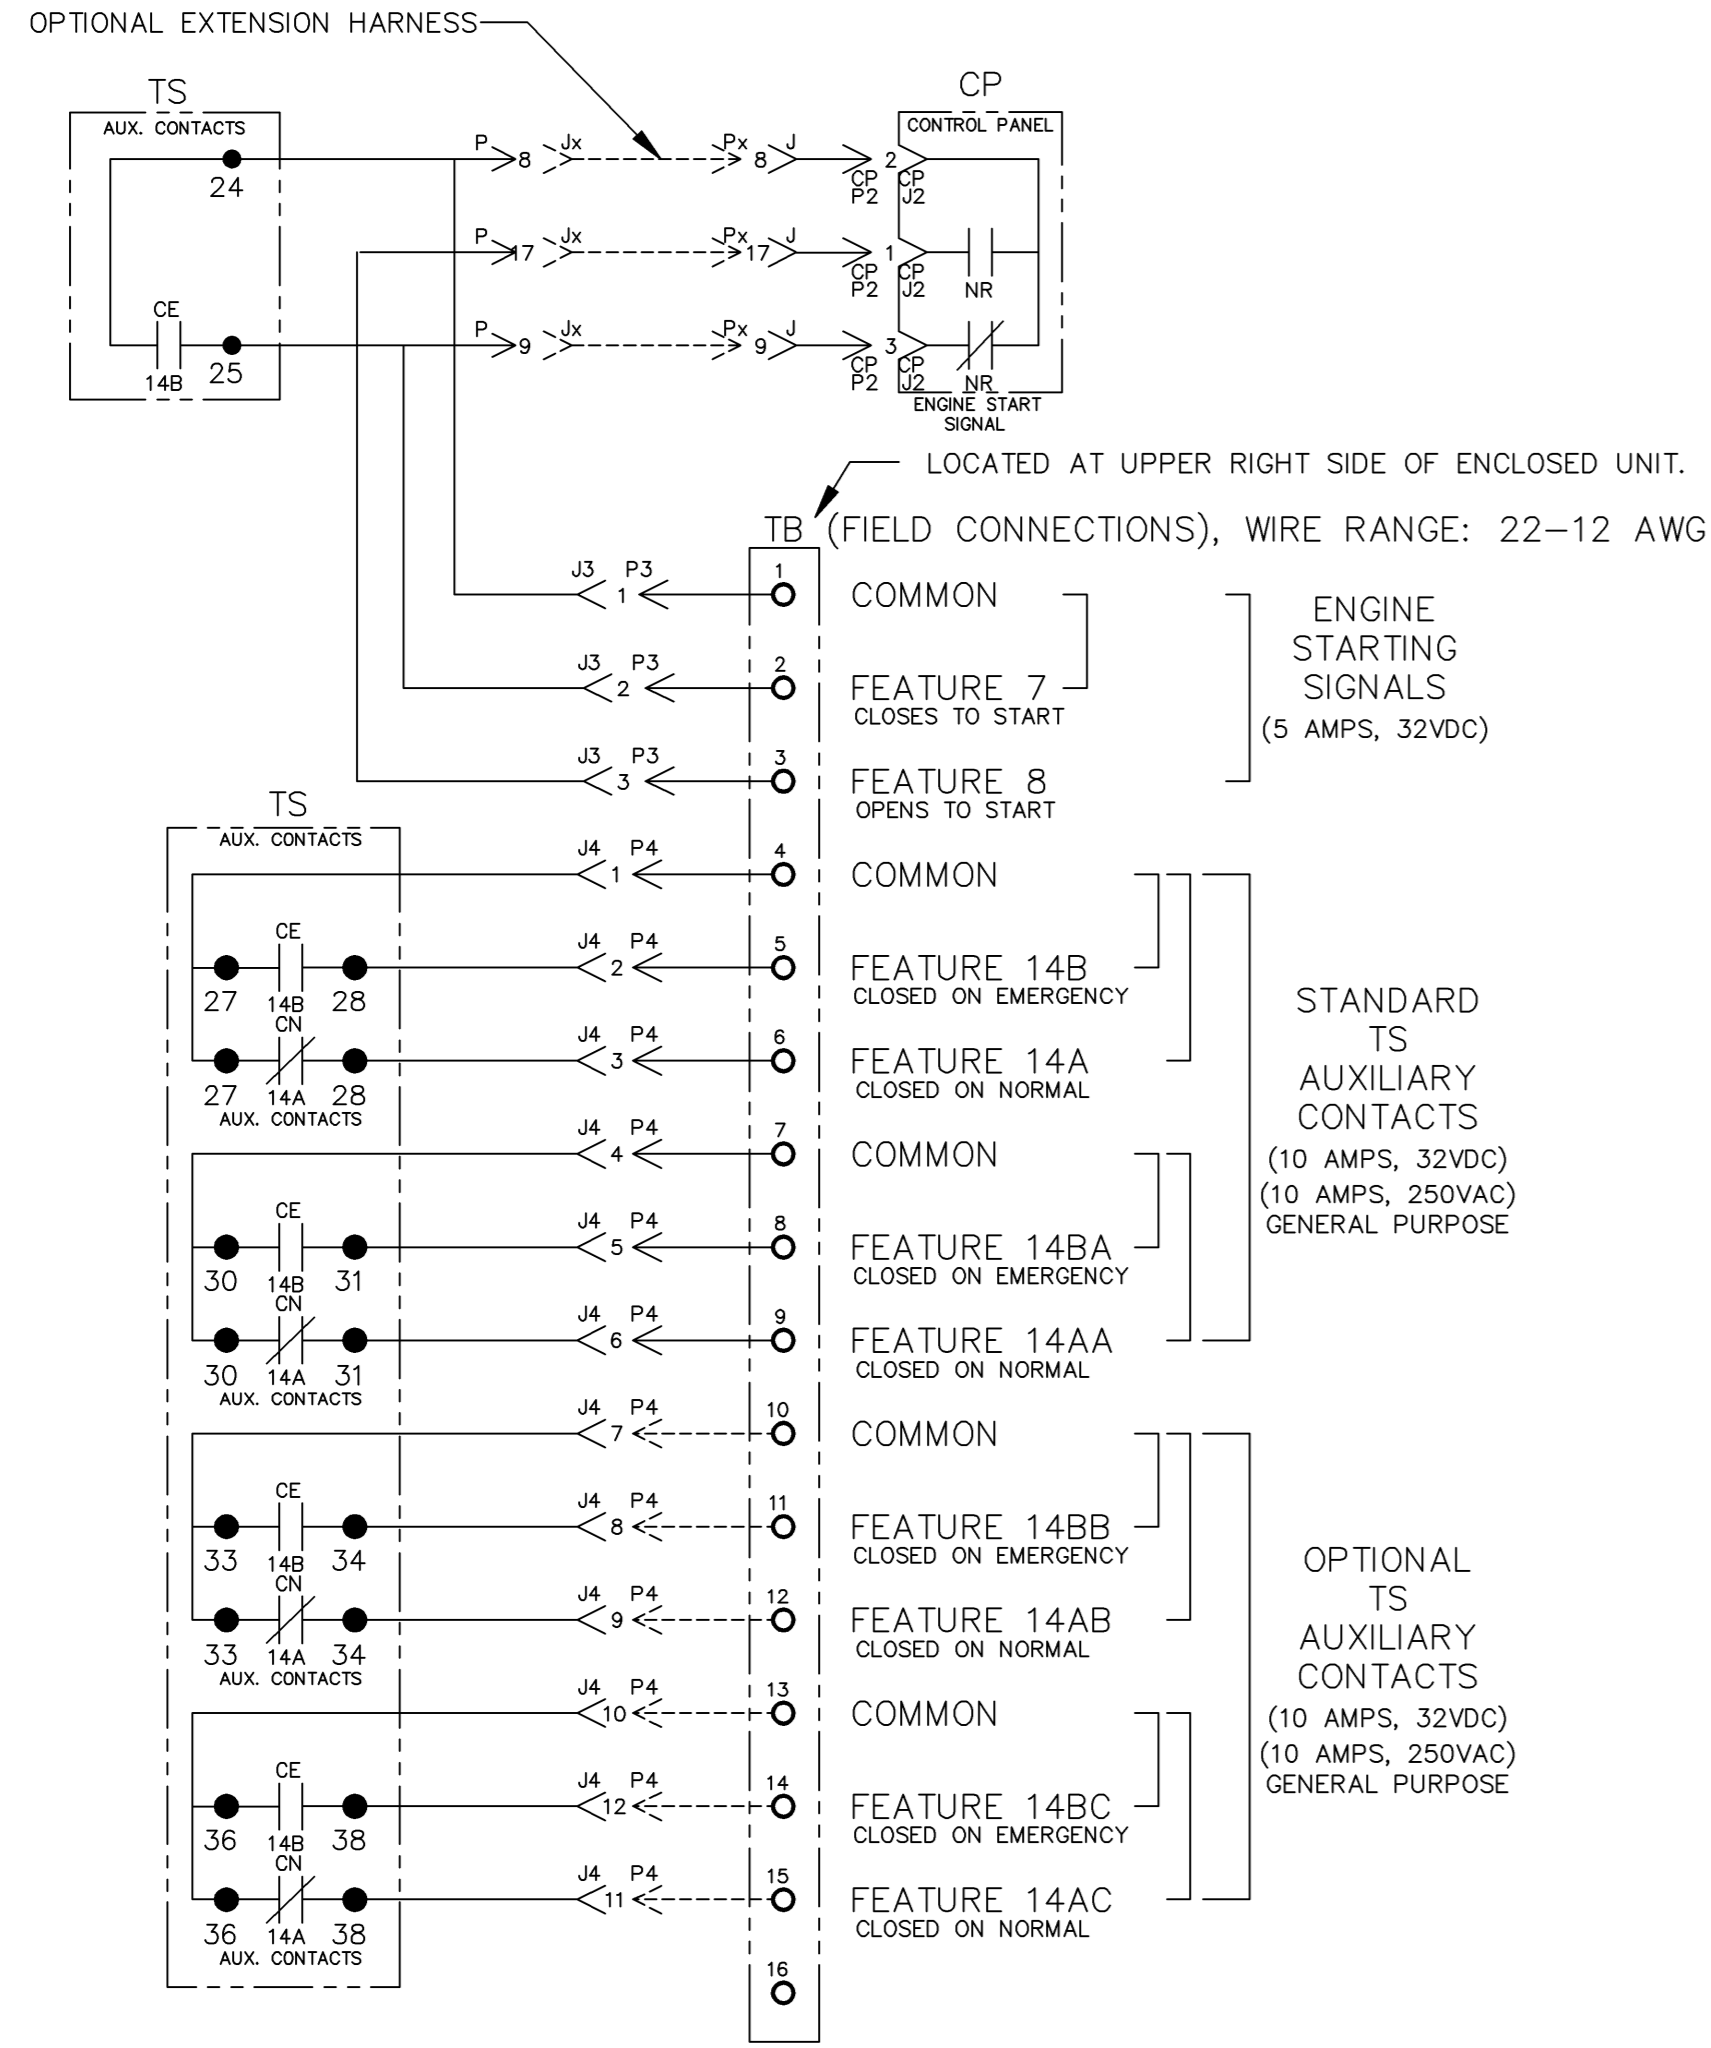 OPTIONAL EXTENSION HARNESS
TS
AUX. CONTACTS
24
CE
14B
25
P 8 Jx Px 8 J 2
CP CP
P2 J2
P 17 Jx Px 17 J 1
CP CP
P2 J2
NR
P 9 Jx Px 9 J 3
CP CP
P2 J2
NR
CP
CONTROL PANEL
ENGINE START
SIGNAL
LOCATED AT UPPER RIGHT SIDE OF ENCLOSED UNIT.
TB (FIELD CONNECTIONS), WIRE RANGE: 22-12 AWG
J3 1 P3 1 COMMON
J3 2 P3 2 FEATURE 7
CLOSES TO START
J3 3 P3 3 FEATURE 8
OPENS TO START
ENGINE
STARTING
SIGNALS
(5 AMPS, 32VDC)
TS
AUX. CONTACTS
J4 1 P4 4 COMMON
CE
27 14B 28
J4 2 P4 5 FEATURE 14B
CLOSED ON EMERGENCY
CN
27 14A 28
AUX. CONTACTS
J4 3 P4 6 FEATURE 14A
CLOSED ON NORMAL
J4 4 P4 7 COMMON
CE
30 14B 31
J4 5 P4 8 FEATURE 14BA
CLOSED ON EMERGENCY
CN
30 14A 31
AUX. CONTACTS
J4 6 P4 9 FEATURE 14AA
CLOSED ON NORMAL
STANDARD
TS
AUXILIARY
CONTACTS
(10 AMPS, 32VDC)
(10 AMPS, 250VAC)
GENERAL PURPOSE
J4 7 P4 10 COMMON
CE
33 14B 34
J4 8 P4 11 FEATURE 14BB
CLOSED ON EMERGENCY
CN
33 14A 34
AUX. CONTACTS
J4 9 P4 12 FEATURE 14AB
CLOSED ON NORMAL
J4 10 P4 13 COMMON
CE
36 14B 38
J4 12 P4 14 FEATURE 14BC
CLOSED ON EMERGENCY
CN
36 14A 38
AUX. CONTACTS
J4 11 P4 15 FEATURE 14AC
CLOSED ON NORMAL
16
OPTIONAL
TS
AUXILIARY
CONTACTS
(10 AMPS, 32VDC)
(10 AMPS, 250VAC)
GENERAL PURPOSE